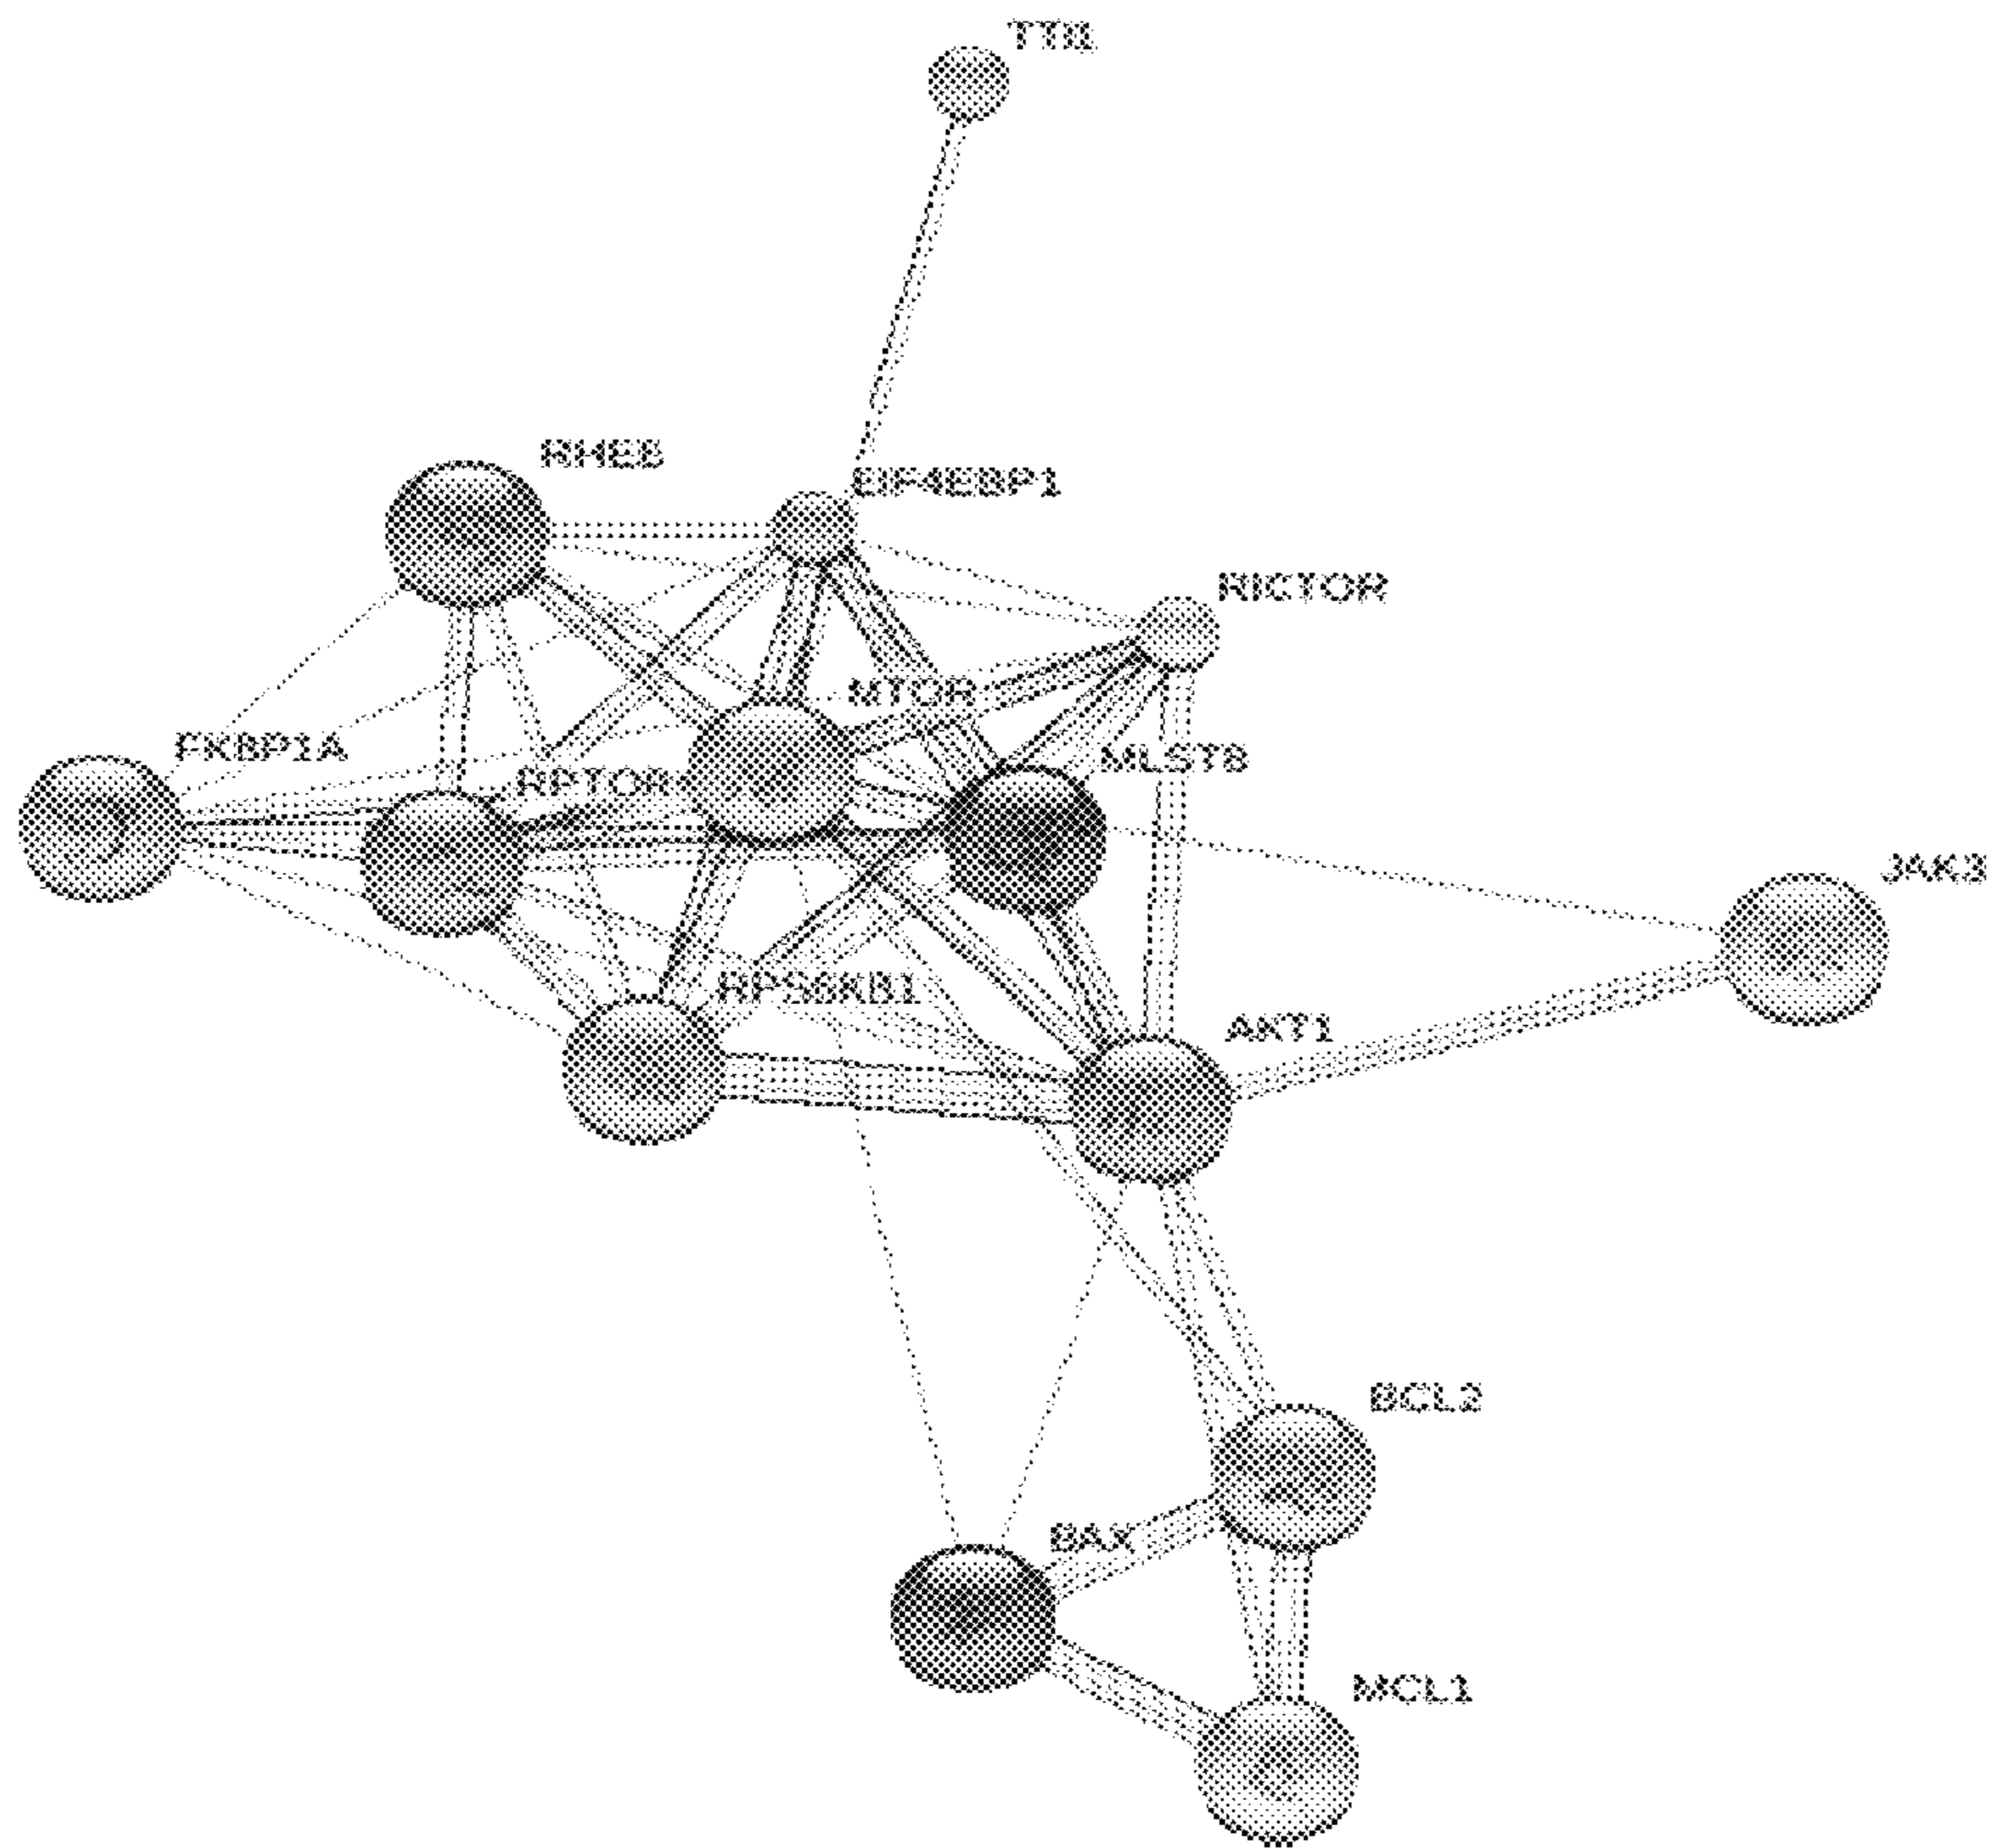 TTI1
RHEB
EIF4EBP1
RICTOR
MTOR
FKBP1A
MLST8
RPTOR
JAK3
RPS6KB1
AKT1
BCL2
BAX
MCL1